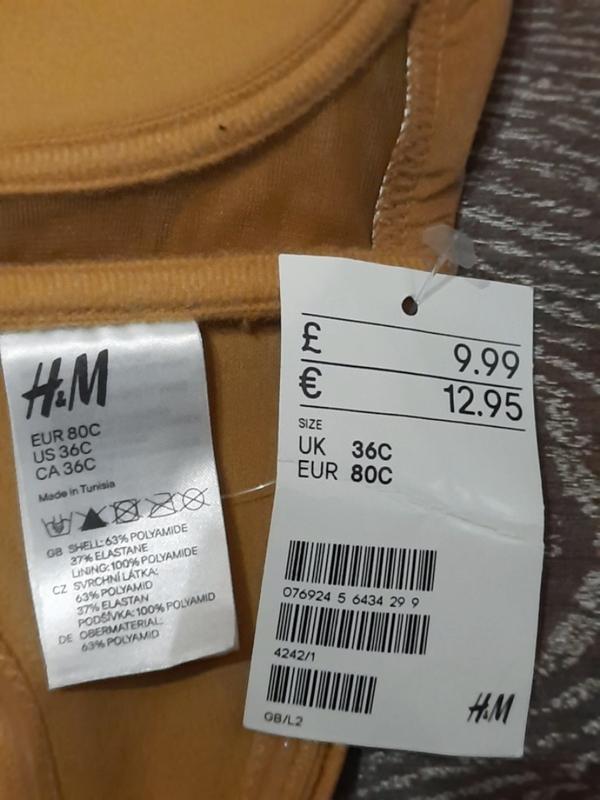 H&M
EUR 80C
US 36C
CA 36C
Made in Tunisia
GB SHELL: 63% POLYAMIDE
37% ELASTANE
LINING: 100% POLYAMIDE
CZ SVRCHNÍ LÁTKA:
63% POLYAMID
37% ELASTAN
PODŠÍVKA: 100% POLYAMID
DE OBERMATERIAL:
63% POLYAMID
£ 9.99
€ 12.95
SIZE
UK 36C
EUR 80C
076924 5 6434 29 9
4242/1
GB/L2
H&M